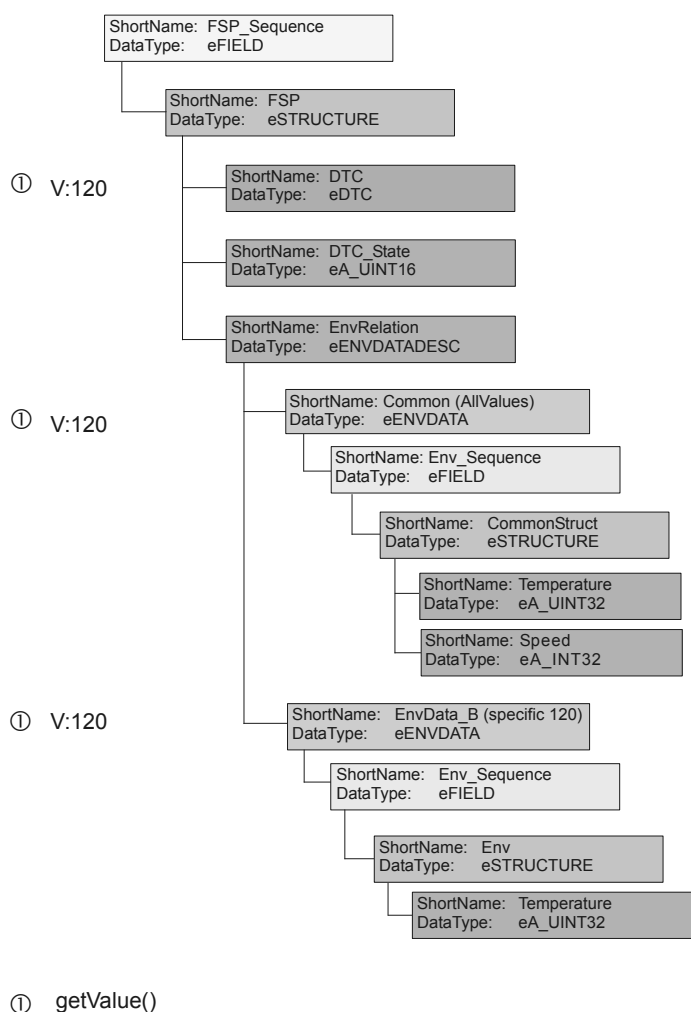 ShortName: FSP_Sequence
DataType: eFIELD
ShortName: FSP
DataType: eSTRUCTURE
① V:120
ShortName: DTC
DataType: eDTC
ShortName: DTC_State
DataType: eA_UINT16
ShortName: EnvRelation
DataType: eENVDATADESC
① V:120
ShortName: Common (AllValues)
DataType: eENVDATA
ShortName: Env_Sequence
DataType: eFIELD
ShortName: CommonStruct
DataType: eSTRUCTURE
ShortName: Temperature
DataType: eA_UINT32
ShortName: Speed
DataType: eA_INT32
① V:120
ShortName: EnvData_B (specific 120)
DataType: eENVDATA
ShortName: Env_Sequence
DataType: eFIELD
ShortName: Env
DataType: eSTRUCTURE
ShortName: Temperature
DataType: eA_UINT32
① getValue()